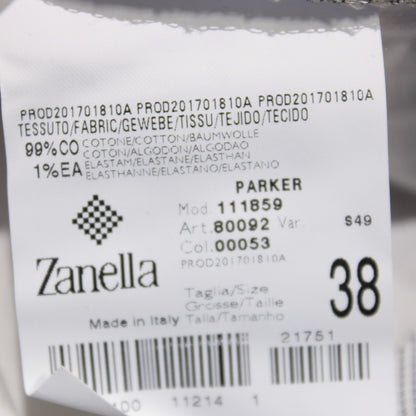 PROD201701810A PROD201701810A PROD201701810A
TESSUTO/FABRIC/GEWEBE/TISSU/TEJIDO/TECIDO
99%CO COTONE/COTTON/BAUMWOLLE
COTON/ALGODON/ALGODAO
1%EA ELASTAM/ELASTANE/ELASTHAN
ELASTHANNE/ELASTANO/ELASTANO
PARKER
Mod. 111859
Art. 80092 Var. S49
Col. 00053
PROD201701810A
Zanella
Taglia/Size
Grosse/Taille
Talla/Tamanho
38
Made in Italy
21751
00 11214 1